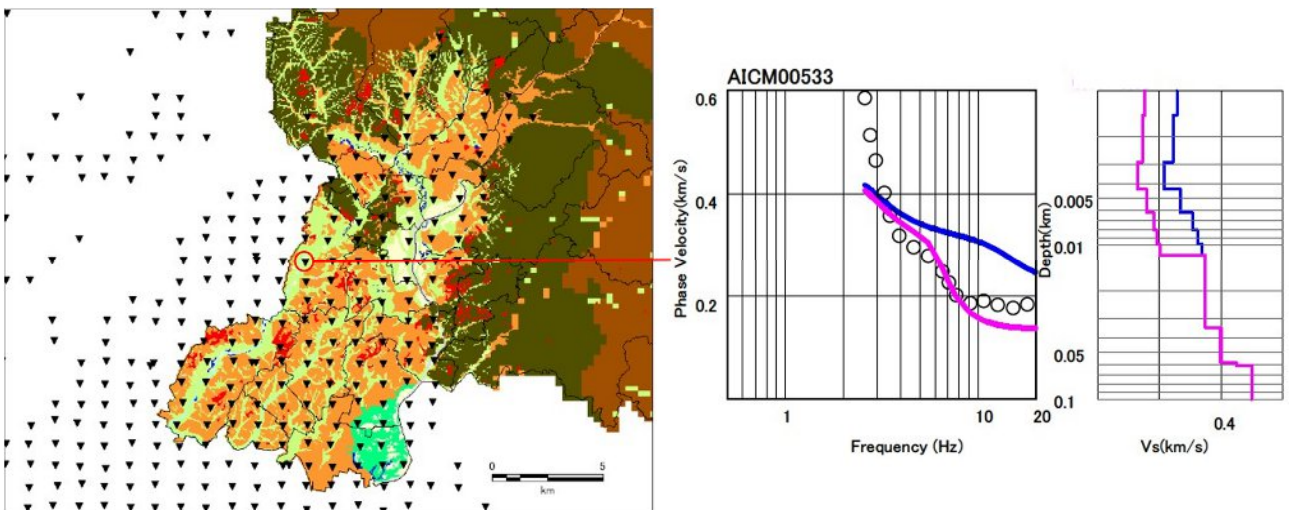 0 5
km
AICM00533
0.6
0.4
0.2
Phase Velocity(km/s)
1 10 20
Frequency (Hz)
Depth(km)
0.005
0.01
0.05
0.1
0.4
Vs(km/s)